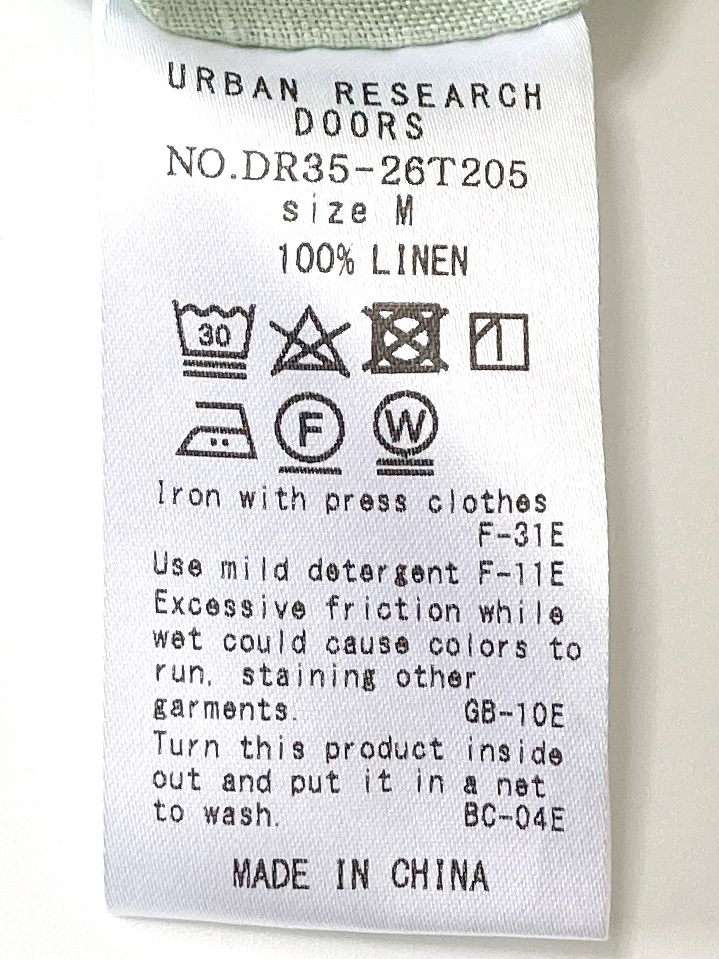 URBAN RESEARCH
DOORS
NO.DR35-26T205
size M
100% LINEN
30
F W
Iron with press clothes
F-31E
Use mild detergent F-11E
Excessive friction while
wet could cause colors to
run, staining other
garments. GB-10E
Turn this product inside
out and put it in a net
to wash. BC-04E
MADE IN CHINA